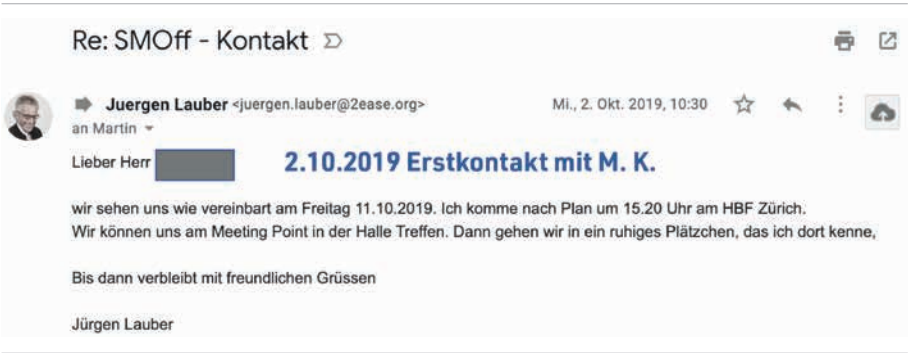 Re: SMOff - Kontakt
Juergen Lauber <juergen.lauber@2ease.org>
Mi., 2. Okt. 2019, 10:30
an Martin
Lieber Herr
2.10.2019 Erstkontakt mit M. K.
wir sehen uns wie vereinbart am Freitag 11.10.2019. Ich komme nach Plan um 15.20 Uhr am HBF Zürich.
Wir können uns am Meeting Point in der Halle Treffen. Dann gehen wir in ein ruhiges Plätzchen, das ich dort kenne,
Bis dann verbleibt mit freundlichen Grüssen
Jürgen Lauber